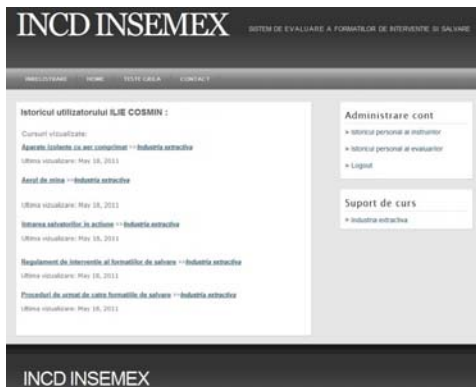 INCD INSEMEX
SISTEM DE EVALUARE A FORMATIILOR DE INTERVENTIE SI SALVARE
INREGISTRARE HOME TESTE GRILA CONTACT
Istoricul utilizatorului ILIE COSMIN :
Cursuri vizualizate:
Aparate izolante cu aer comprimat >>Industria extractiva
Ultima vizualizare: May 18, 2011
Aerul de mina >>Industria extractiva
Ultima vizualizare: May 18, 2011
Intrarea salvatorilor in actiune >>Industria extractiva
Ultima vizualizare: May 18, 2011
Regulament de interventie al formatiilor de salvare >>Industria extractiva
Ultima vizualizare: May 18, 2011
Proceduri de urmat de catre formatiile de salvare >>Industria extractiva
Ultima vizualizare: May 18, 2011
Administrare cont
» Istoricul personal al instruirilor
» Istoricul personal al evaluarilor
» Logout
Suport de curs
» Industria extractiva
INCD INSEMEX